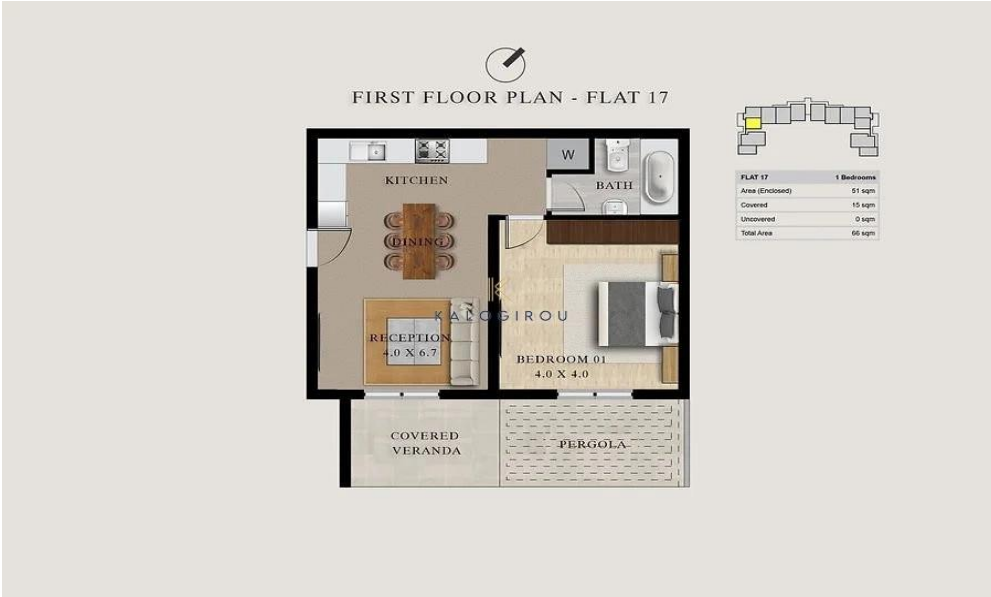 FIRST FLOOR PLAN - FLAT 17
FLAT 17 1 Bedrooms
Area (Enclosed) 51 sqm
Covered 15 sqm
Uncovered 0 sqm
Total Area 66 sqm
W
KITCHEN
BATH
DINING
KALOGIROU
RECEPTION
4.0 X 6.7
BEDROOM 01
4.0 X 4.0
COVERED
VERANDA
PERGOLA